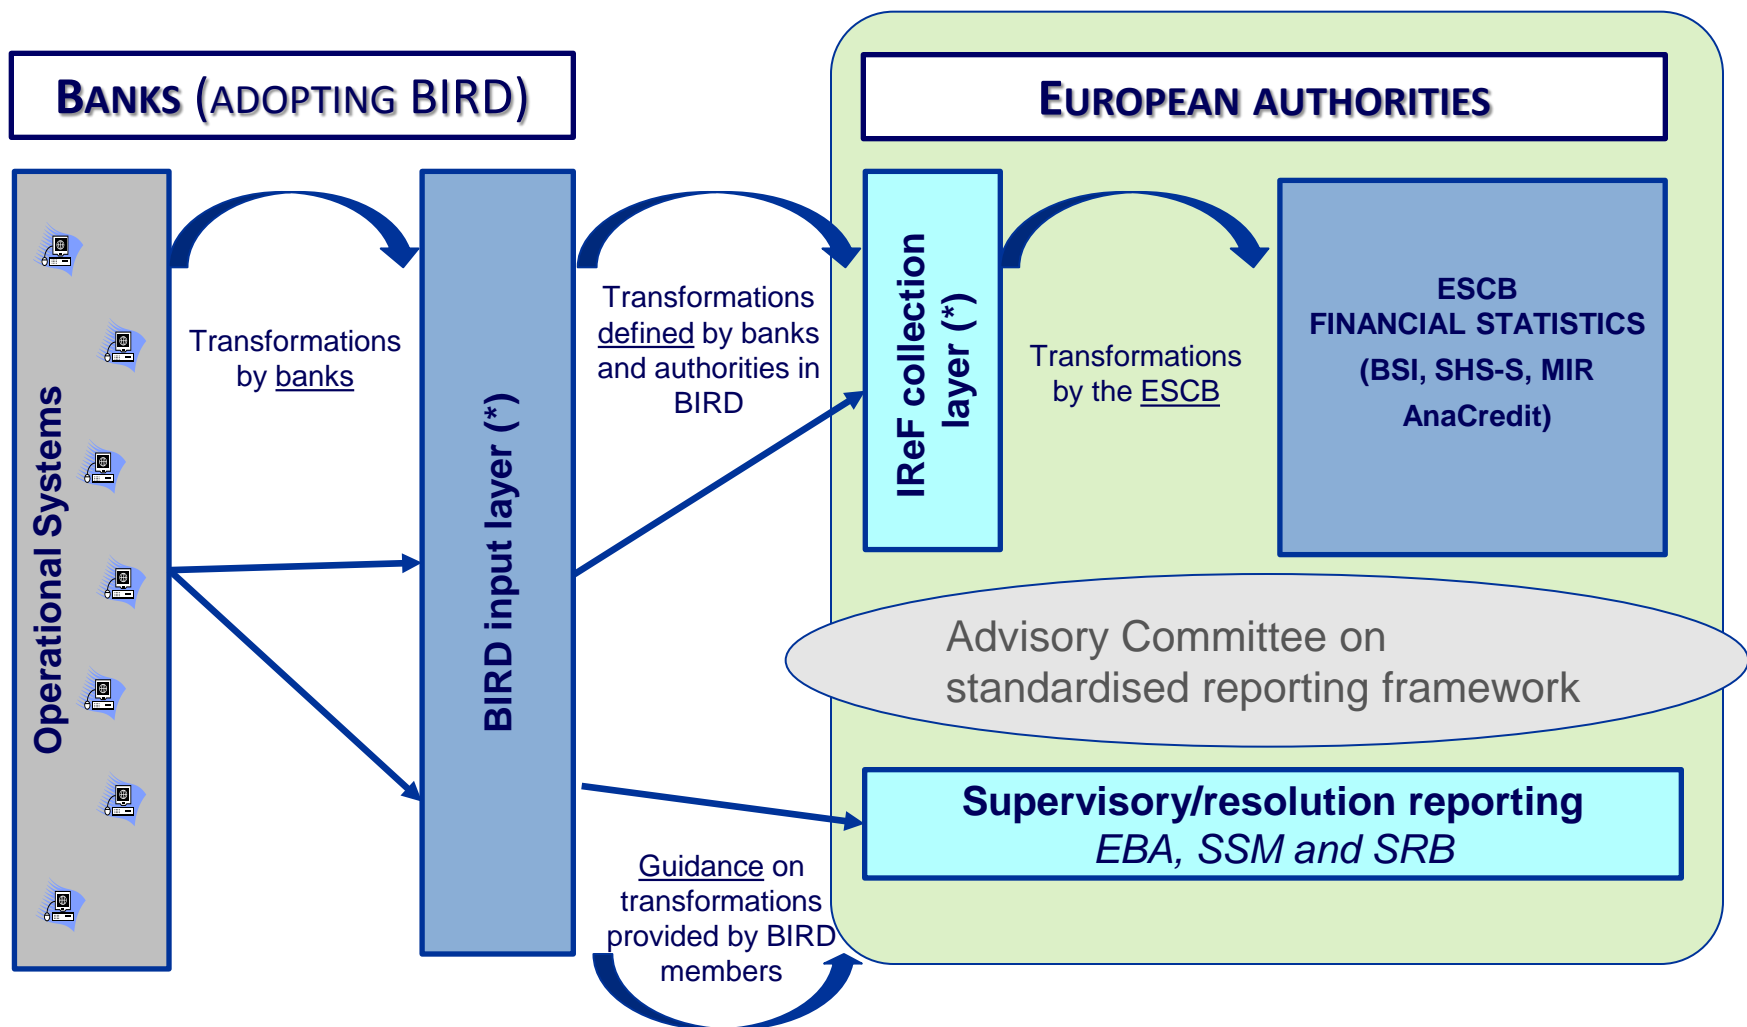 BANKS (ADOPTING BIRD)
EUROPEAN AUTHORITIES
Operational Systems
Transformations
by banks
BIRD input layer (*)
Transformations
defined by banks
and authorities in
BIRD
IReF collection
layer (*)
Transformations
by the ESCB
ESCB
FINANCIAL STATISTICS
(BSI, SHS-S, MIR
AnaCredit)
Advisory Committee on
standardised reporting framework
Supervisory/resolution reporting
EBA, SSM and SRB
Guidance on
transformations
provided by BIRD
members